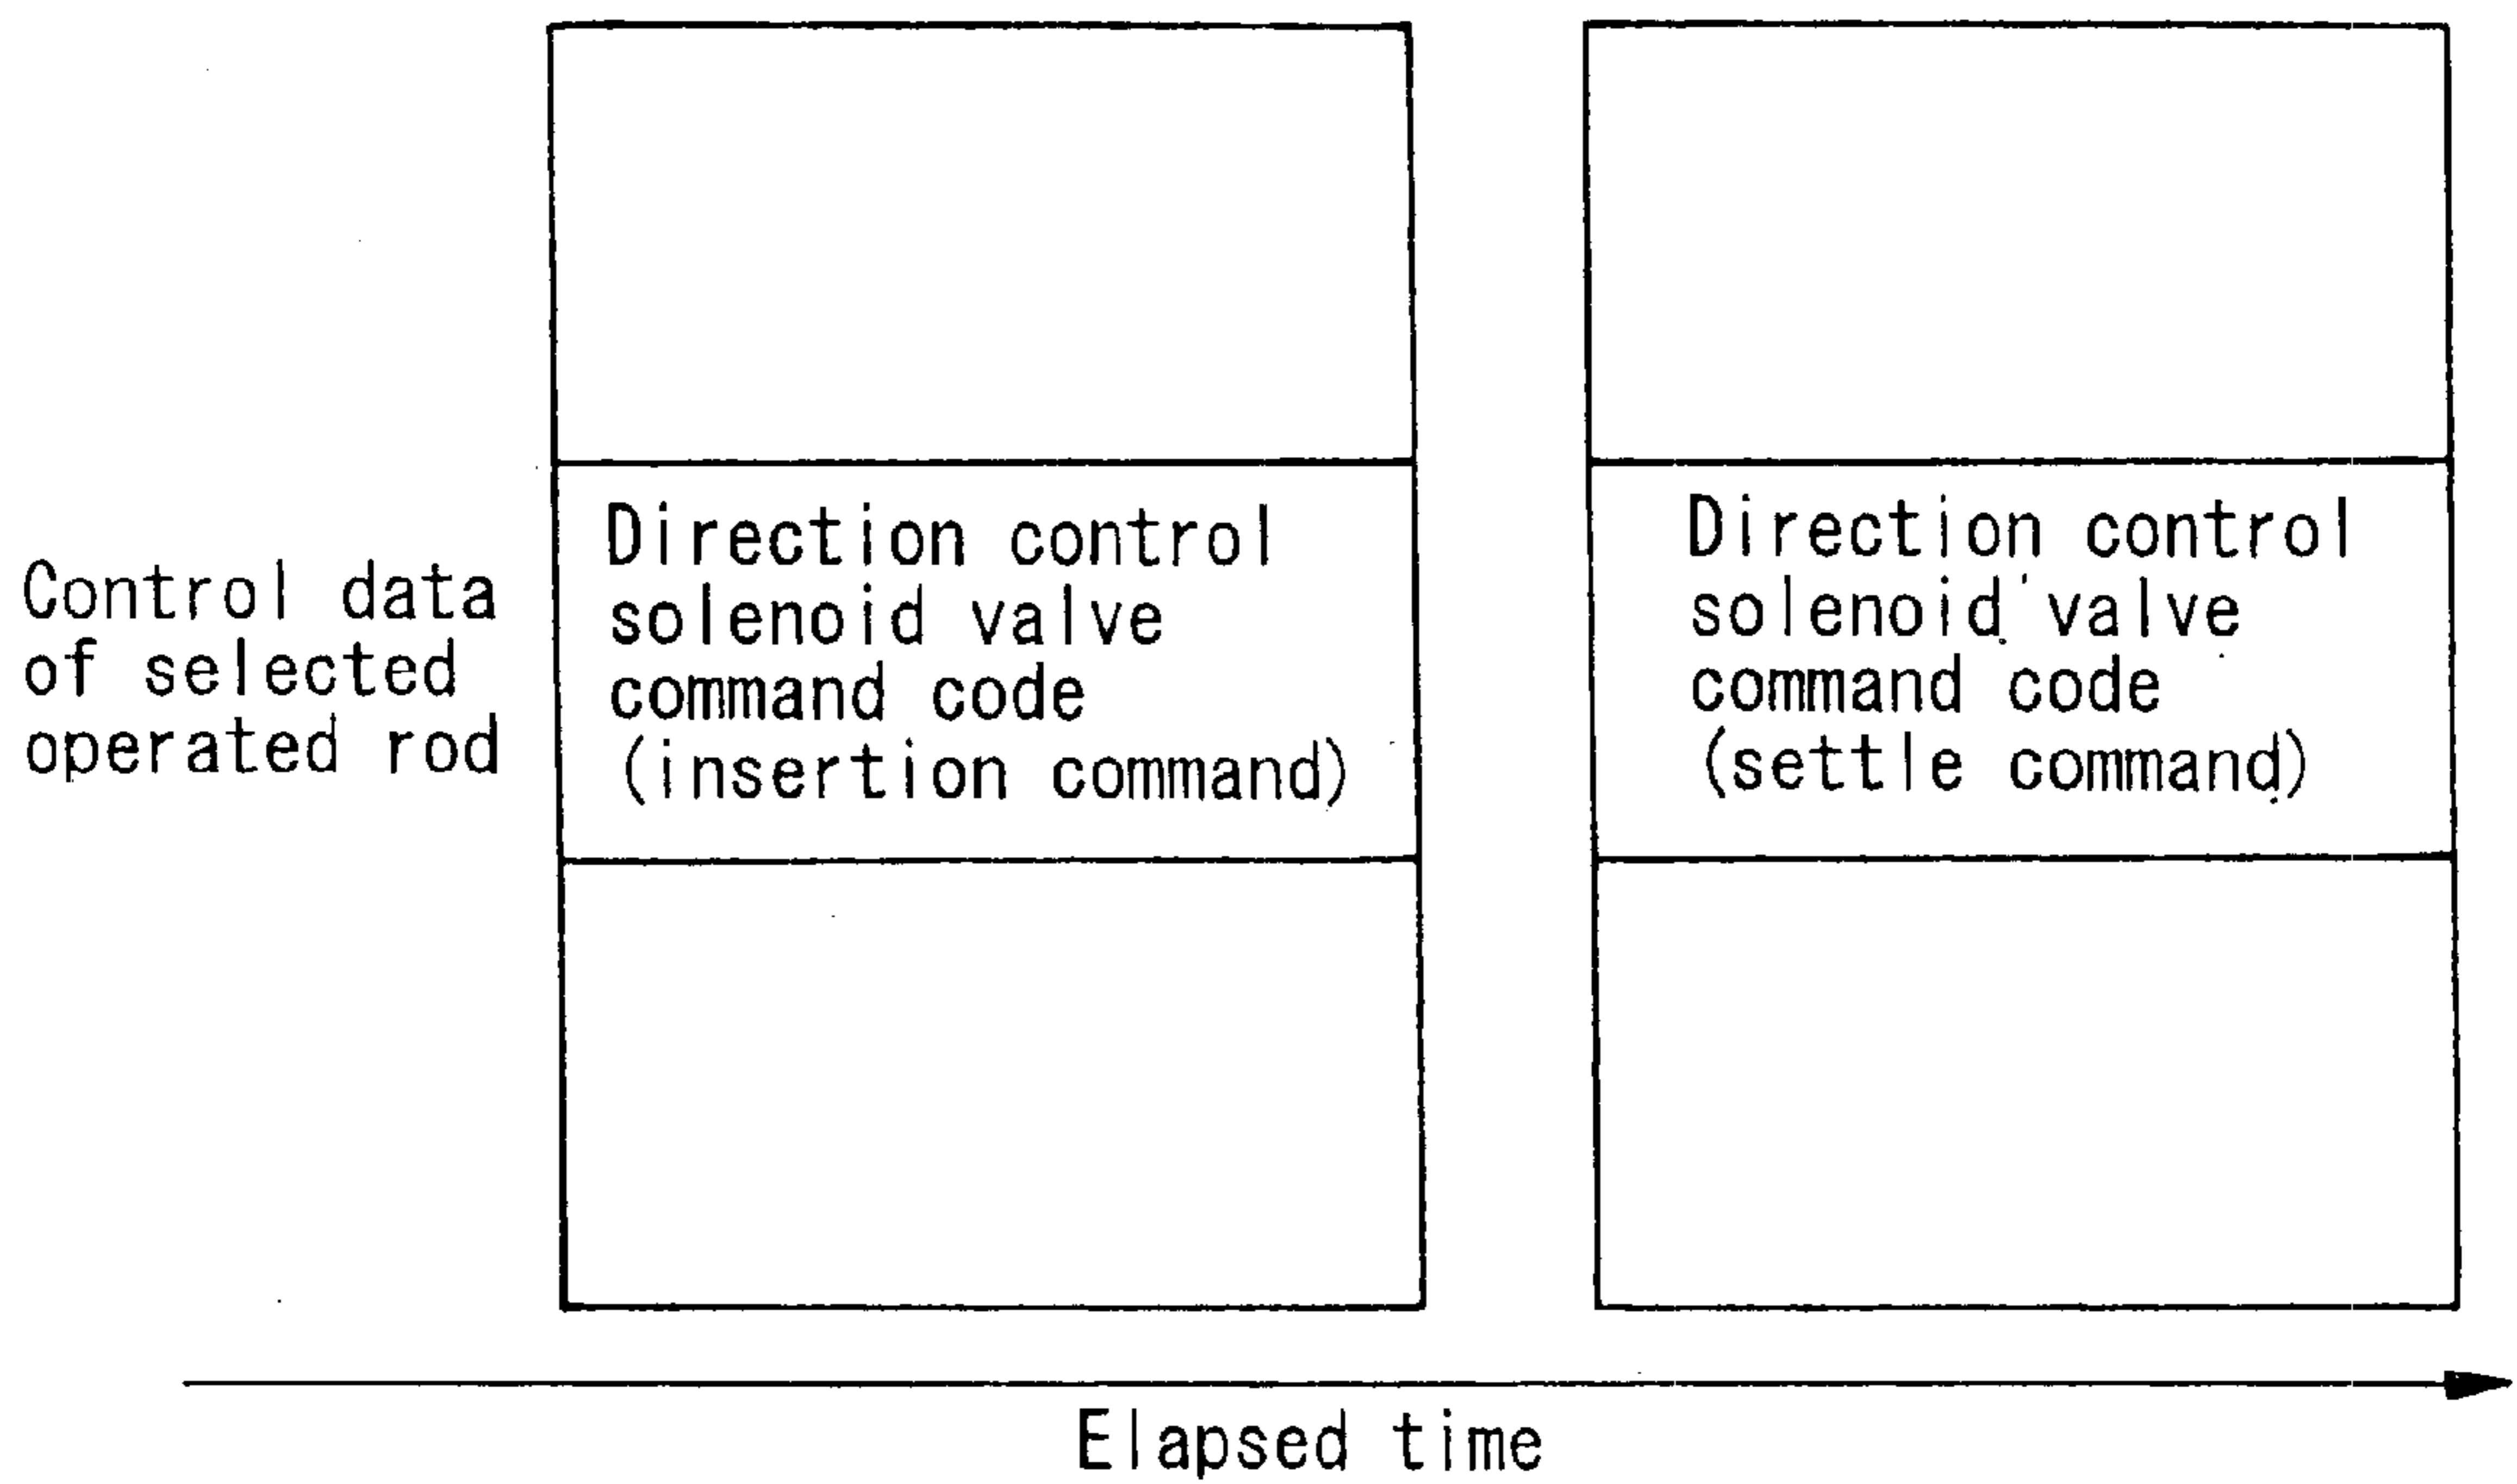 Control data
of selected
operated rod
Direction control
solenoid valve
command code
(insertion command)
Direction control
solenoid valve
command code
(settle command)
Elapsed time